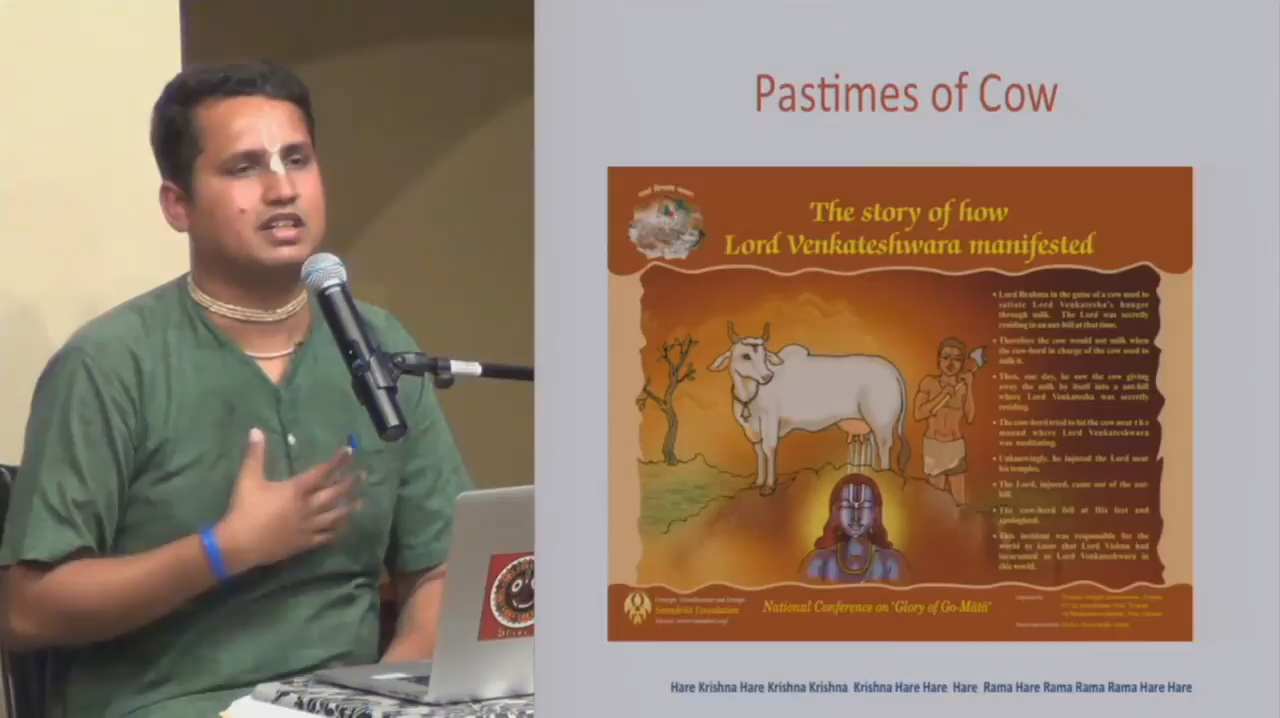 Pastimes of Cow
The story of how
Lord Venkateshwara manifested
• Lord Brahma in the guise of a cow used to
satiate Lord Venkatesha's hunger
through milk. The Lord was secretly
residing in an ant-hill at that time.
• Therefore the cow would not milk when
the cow-herd in charge of the cow used to
milk it.
• Then, one day, he saw the cow giving
away the milk by itself into a ant-hill
where Lord Venkatesha was secretly
residing.
• The cow-herd tried to hit the cow near the
mound where Lord Venkateshwara
was meditating.
• Unknowingly, he injured the Lord near
his temples.
• The Lord, injured, came out of the ant-
hill.
• The cow-herd fell at His feet and
apologized.
• This incident was responsible for the
world to know that Lord Vishnu had
incarnated as Lord Venkateshwara in
this world.
Samskriti Foundation
National Conference on 'Glory of Go-Mātā'
Hare Krishna Hare Krishna Krishna Krishna Hare Hare Hare Rama Hare Rama Rama Rama Hare Hare